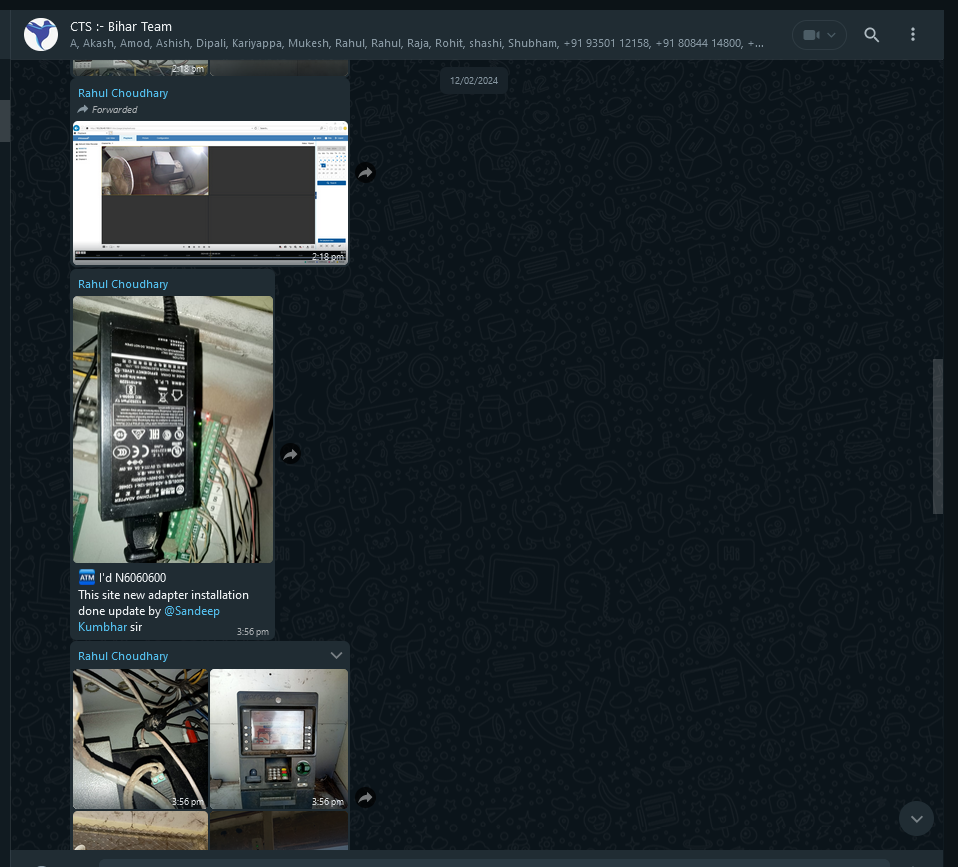 CTS :- Bihar Team
A, Akash, Amod, Ashish, Dipali, Kariyappa, Mukesh, Rahul, Rahul, Raja, Rohit, shashi, Shubham, +91 93501 12158, +91 80844 14800, +...
2:18 pm
12/02/2024
Rahul Choudhary
Forwarded
2:18 pm
Rahul Choudhary
SWITCHING ADAPTER
ATM I'd N6060600
This site new adapter installation
done update by @Sandeep
Kumbhar sir
3:56 pm
Rahul Choudhary
3:56 pm
3:56 pm